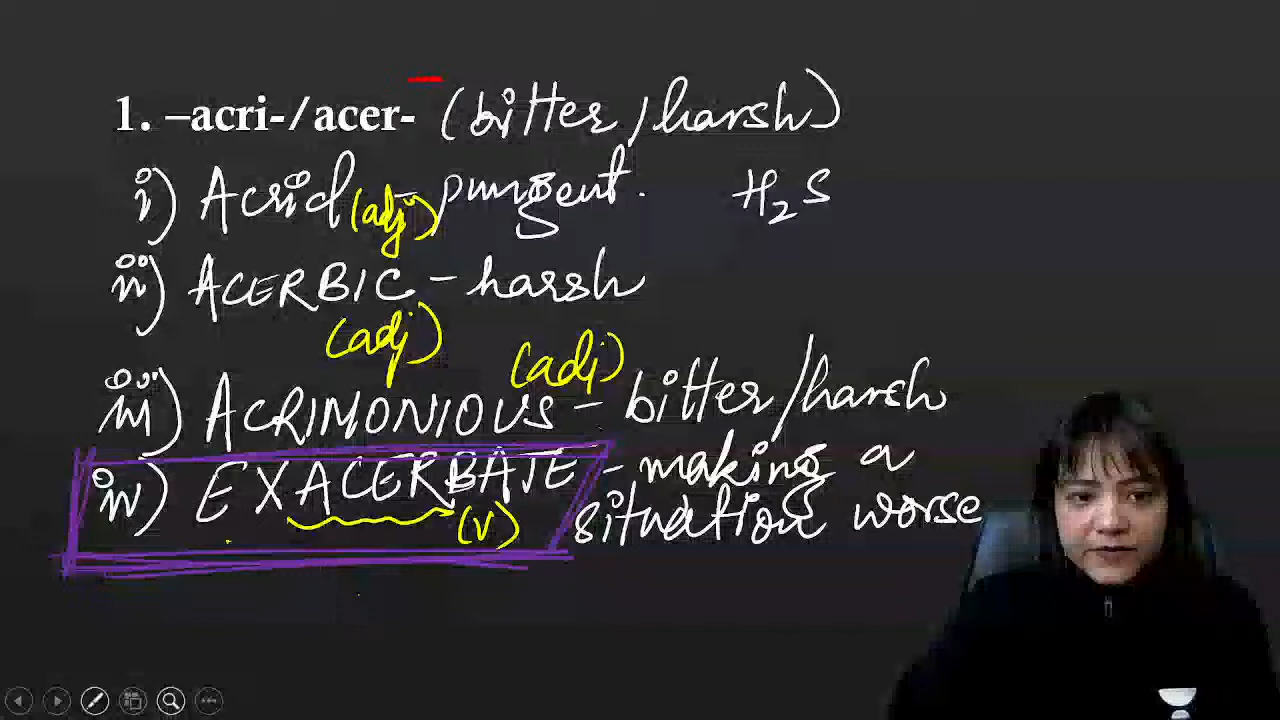 1. –acri-/acer- (bitter/harsh)
i) Acrid (adj) - pungent. H₂S
ii) ACERBIC - harsh
(adj) (adj)
iii) ACRIMONIOUS - bitter/harsh
iv) EXACERBATE (v) - making a
situation worse